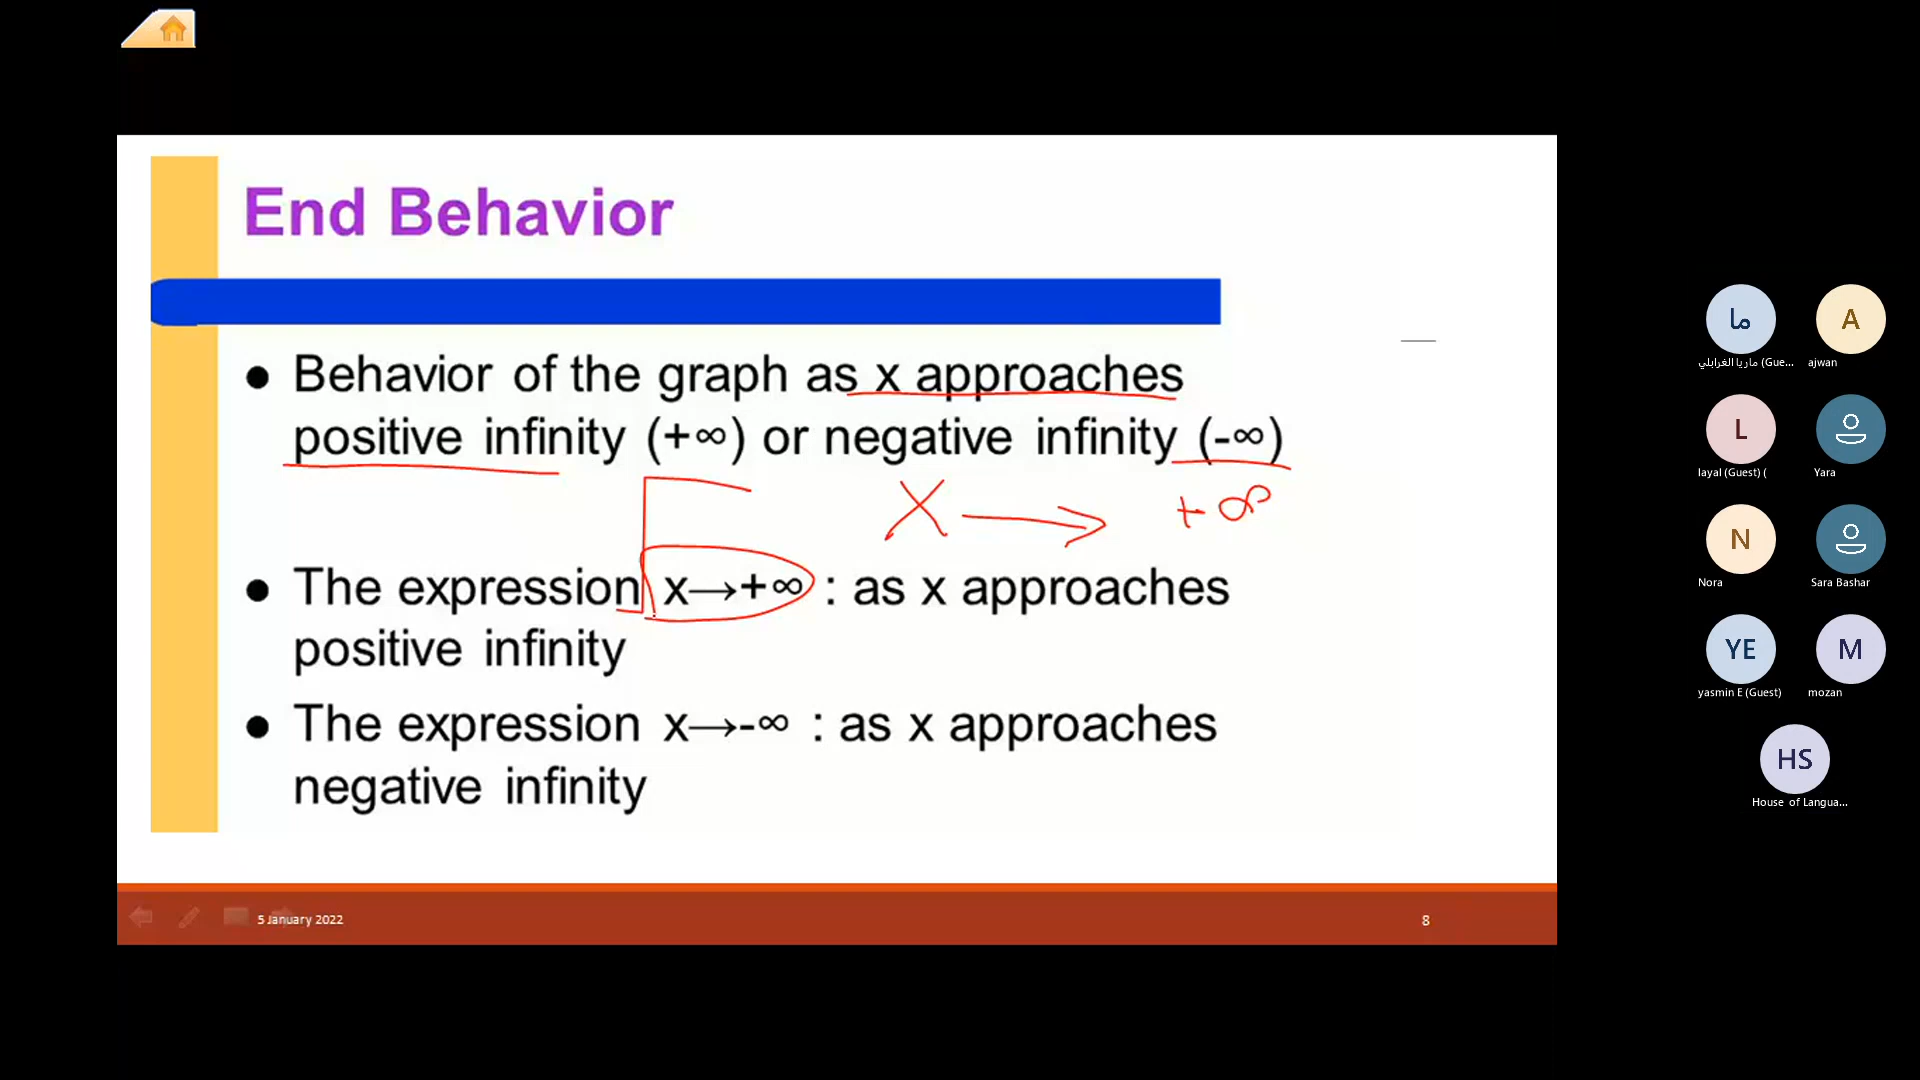 End Behavior
● Behavior of the graph as x approaches
positive infinity (+∞) or negative infinity (-∞)
X → +∞
● The expression x→+∞ : as x approaches
positive infinity
● The expression x→-∞ : as x approaches
negative infinity
5 January 2022
8
ما
A
ماريا الغرابلي (Gue...
ajwan
L
layal (Guest) (
Yara
N
Nora
Sara Bashar
YE
M
yasmin E (Guest)
mozan
HS
House of Langua...